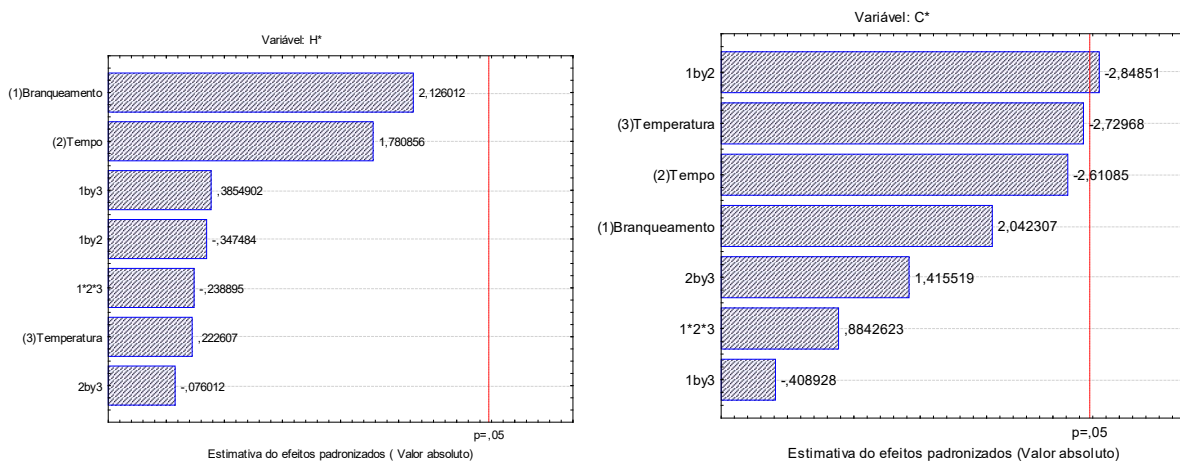 Variável: H*
(1)Branqueamento
2,126012
(2)Tempo
1,780856
1by3
,3854902
1by2
-,347484
1*2*3
-,238895
(3)Temperatura
,222607
2by3
-,076012
p=,05
Estimativa do efeitos padronizados ( Valor absoluto)
Variável: C*
1by2
-2,84851
(3)Temperatura
-2,72968
(2)Tempo
-2,61085
(1)Branqueamento
2,042307
2by3
1,415519
1*2*3
,8842623
1by3
-,408928
p=,05
Estimativa do efeitos padronizados (Valor absoluto)